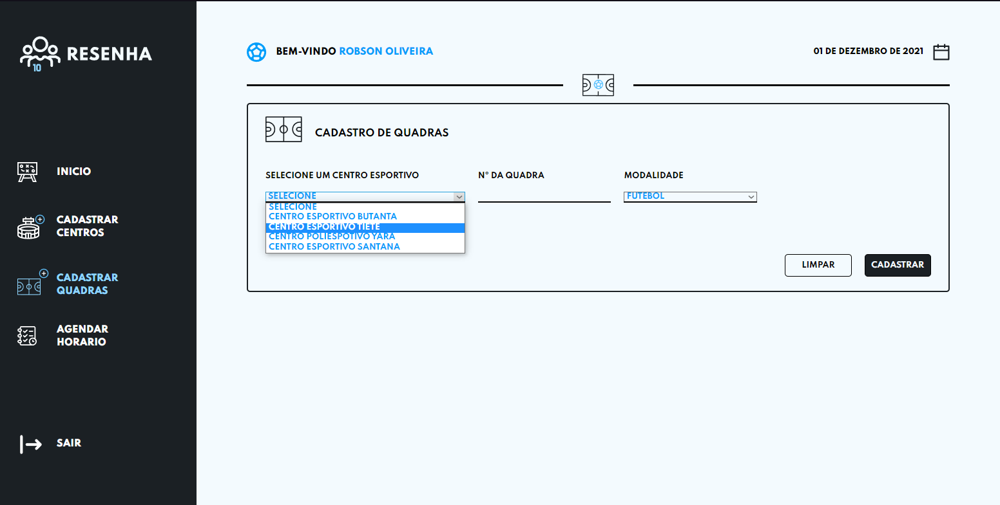 RESENHA
10
INICIO
CADASTRAR
CENTROS
CADASTRAR
QUADRAS
AGENDAR
HORARIO
SAIR
BEM-VINDO ROBSON OLIVEIRA
01 DE DEZEMBRO DE 2021
CADASTRO DE QUADRAS
SELECIONE UM CENTRO ESPORTIVO
N° DA QUADRA
MODALIDADE
SELECIONE
FUTEBOL
SELECIONE
CENTRO ESPORTIVO BUTANTA
CENTRO ESPORTIVO TIETE
CENTRO POLIESPOTIVO YARA
CENTRO ESPORTIVO SANTANA
LIMPAR
CADASTRAR